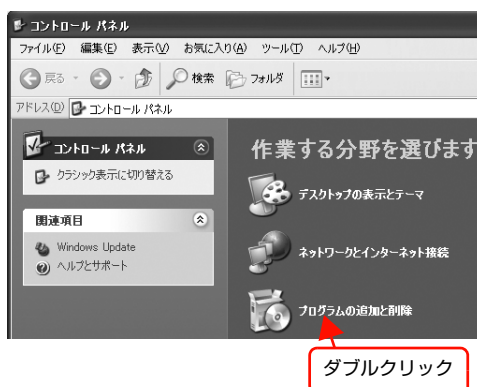 コントロール パネル
ファイル(F) 編集(E) 表示(V) お気に入り(A) ツール(T) ヘルプ(H)
戻る 検索 フォルダ
アドレス(D) コントロール パネル
コントロール パネル
クラシック表示に切り替える
関連項目
Windows Update
ヘルプとサポート
作業する分野を選びます
デスクトップの表示とテーマ
ネットワークとインターネット接続
プログラムの追加と削除
ダブルクリック